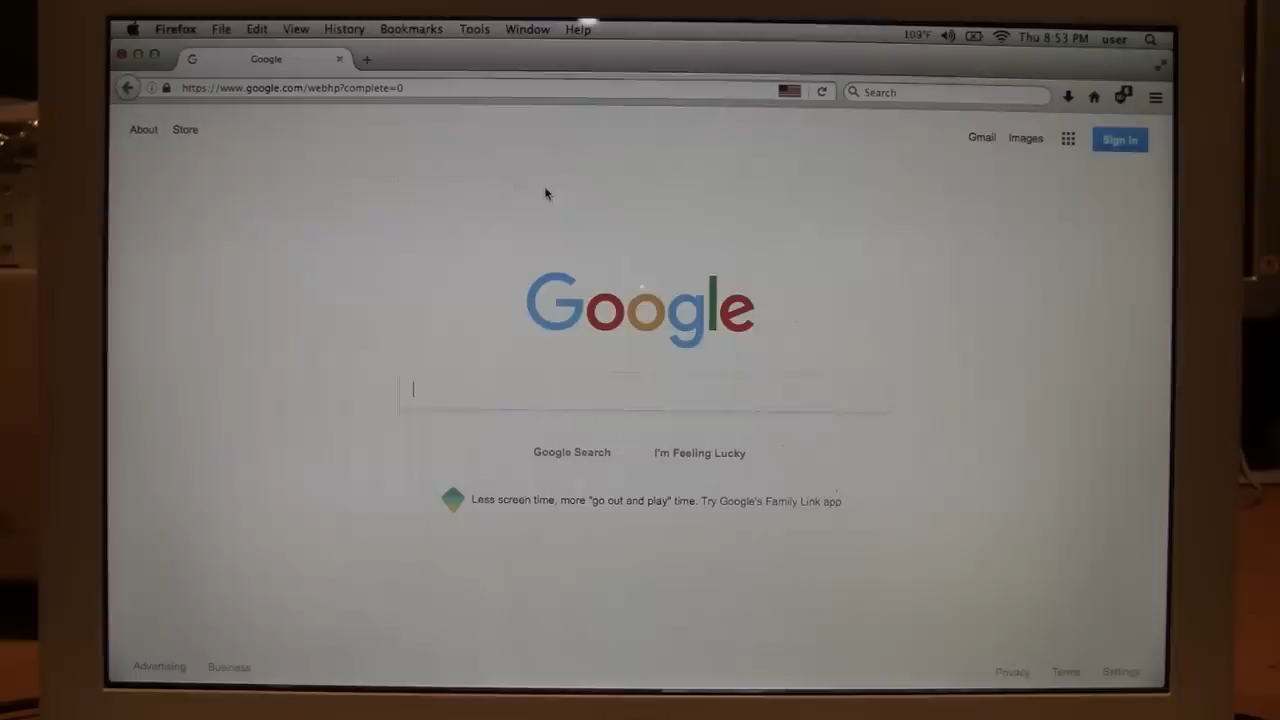 Firefox File Edit View History Bookmarks Tools Window Help 109°F Thu 8:53 PM user
Google
https://www.google.com/webhp?complete=0 Search
About Store Gmail Images Sign in
Google
Google Search I'm Feeling Lucky
Less screen time, more "go out and play" time. Try Google's Family Link app
Advertising Business Privacy Terms Settings